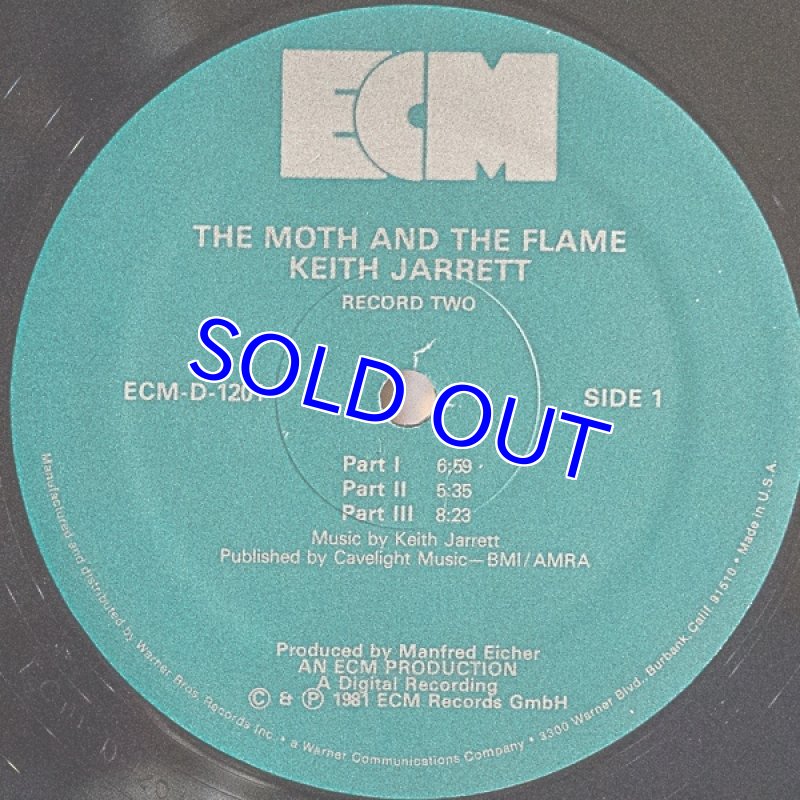 ECM
THE MOTH AND THE FLAME
KEITH JARRETT
RECORD TWO
SOLD OUT
ECM-D-1201
SIDE 1
Part I 6:59
Part II 5:35
Part III 8:23
Music by Keith Jarrett
Published by Cavelight Music—BMI/AMRA
Produced by Manfred Eicher
AN ECM PRODUCTION
A Digital Recording
© & ℗ 1981 ECM Records GmbH
Manufactured and distributed by Warner Bros. Records Inc. • a Warner Communications Company • 3300 Warner Blvd., Burbank, Calif. 91510 • Made in U.S.A.